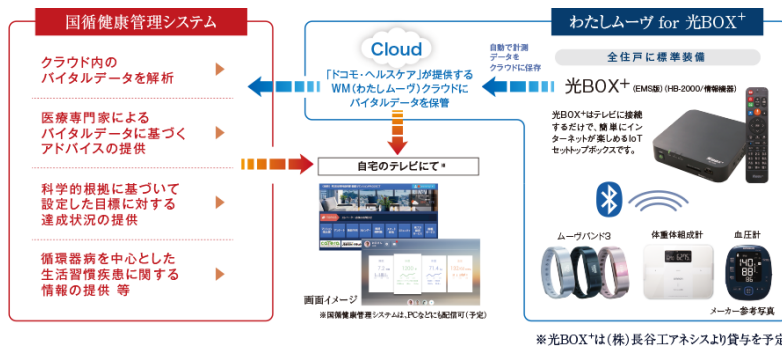 国循健康管理システム
クラウド内の
バイタルデータを解析
医療専門家による
バイタルデータに基づく
アドバイスの提供
科学的根拠に基づいて
設定した目標に対する
達成状況の提供
循環器病を中心とした
生活習慣疾患に関する
情報の提供 等
Cloud
「ドコモ・ヘルスケア」が提供する
WM(わたしムーヴ)クラウドに
バイタルデータを保管
自動で計測
データを
クラウドに保存
自宅のテレビにて※
画面イメージ
※国循健康管理システムは、PCなどにも配信可(予定)
わたしムーヴ for 光BOX+
全住戸に標準装備
光BOX+ (EMS版) (HB-2000/情報機器)
光BOX+はテレビに接続
するだけで、簡単にイン
ターネットが楽しめるIoT
セットトップボックスです。
ムーヴバンド3
体重体組成計
血圧計
メーカー参考写真
※光BOX+は(株)長谷工アネシスより貸与を予定